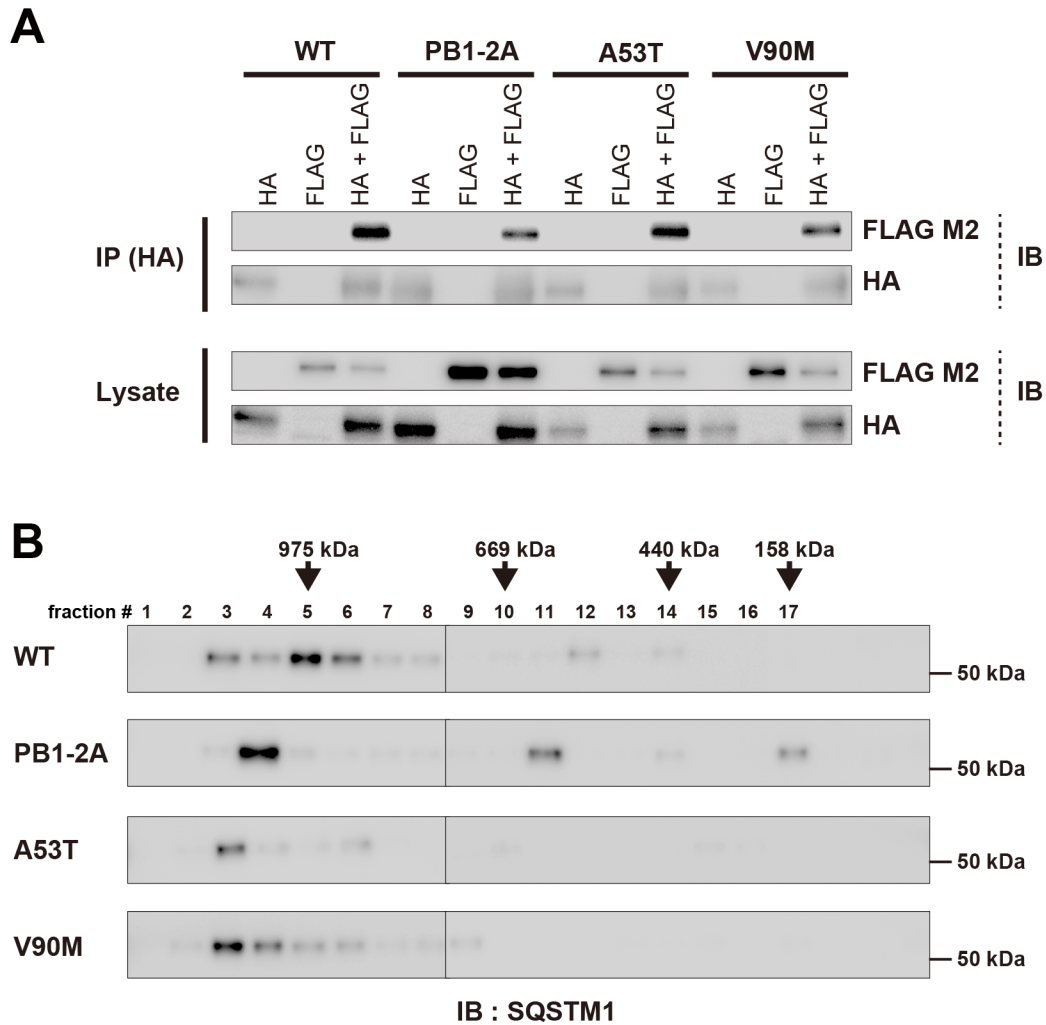 A
WT PB1-2A A53T V90M
HA FLAG HA + FLAG HA FLAG HA + FLAG HA FLAG HA + FLAG HA FLAG HA + FLAG
IP (HA) FLAG M2 IB
HA
Lysate FLAG M2 IB
HA
B
975 kDa 669 kDa 440 kDa 158 kDa
fraction # 1 2 3 4 5 6 7 8 9 10 11 12 13 14 15 16 17
WT 50 kDa
PB1-2A 50 kDa
A53T 50 kDa
V90M 50 kDa
IB : SQSTM1